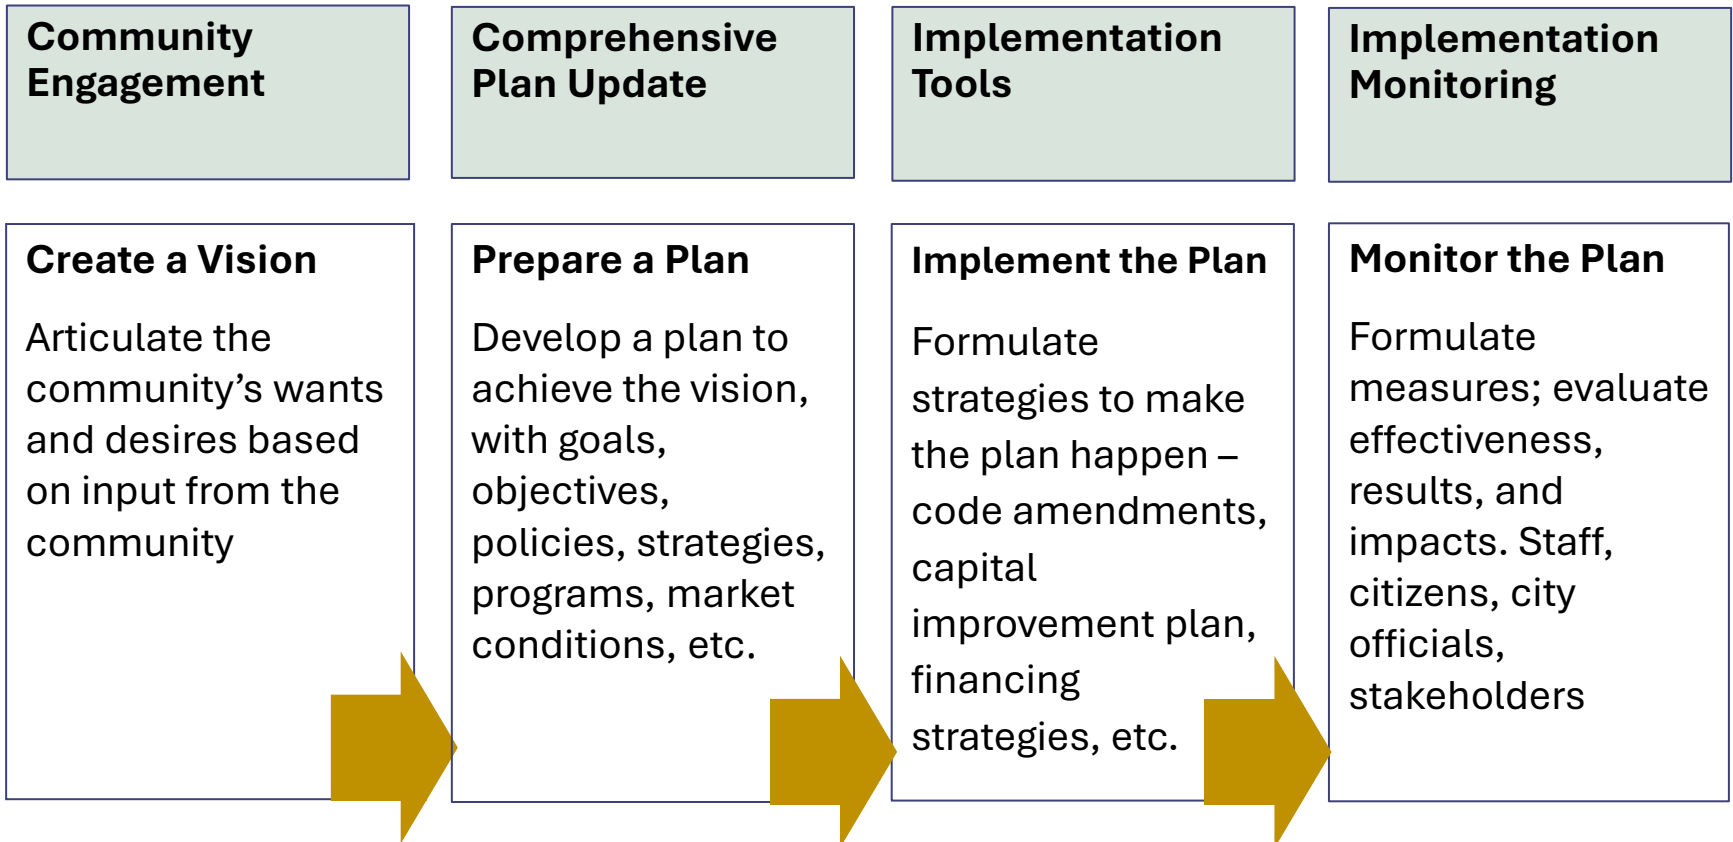 Community
Engagement
Comprehensive
Plan Update
Implementation
Tools
Implementation
Monitoring
Create a Vision
Articulate the
community’s wants
and desires based
on input from the
community
Prepare a Plan
Develop a plan to
achieve the vision,
with goals,
objectives,
policies, strategies,
programs, market
conditions, etc.
Implement the Plan
Formulate
strategies to make
the plan happen –
code amendments,
capital
improvement plan,
financing
strategies, etc.
Monitor the Plan
Formulate
measures; evaluate
effectiveness,
results, and
impacts. Staff,
citizens, city
officials,
stakeholders